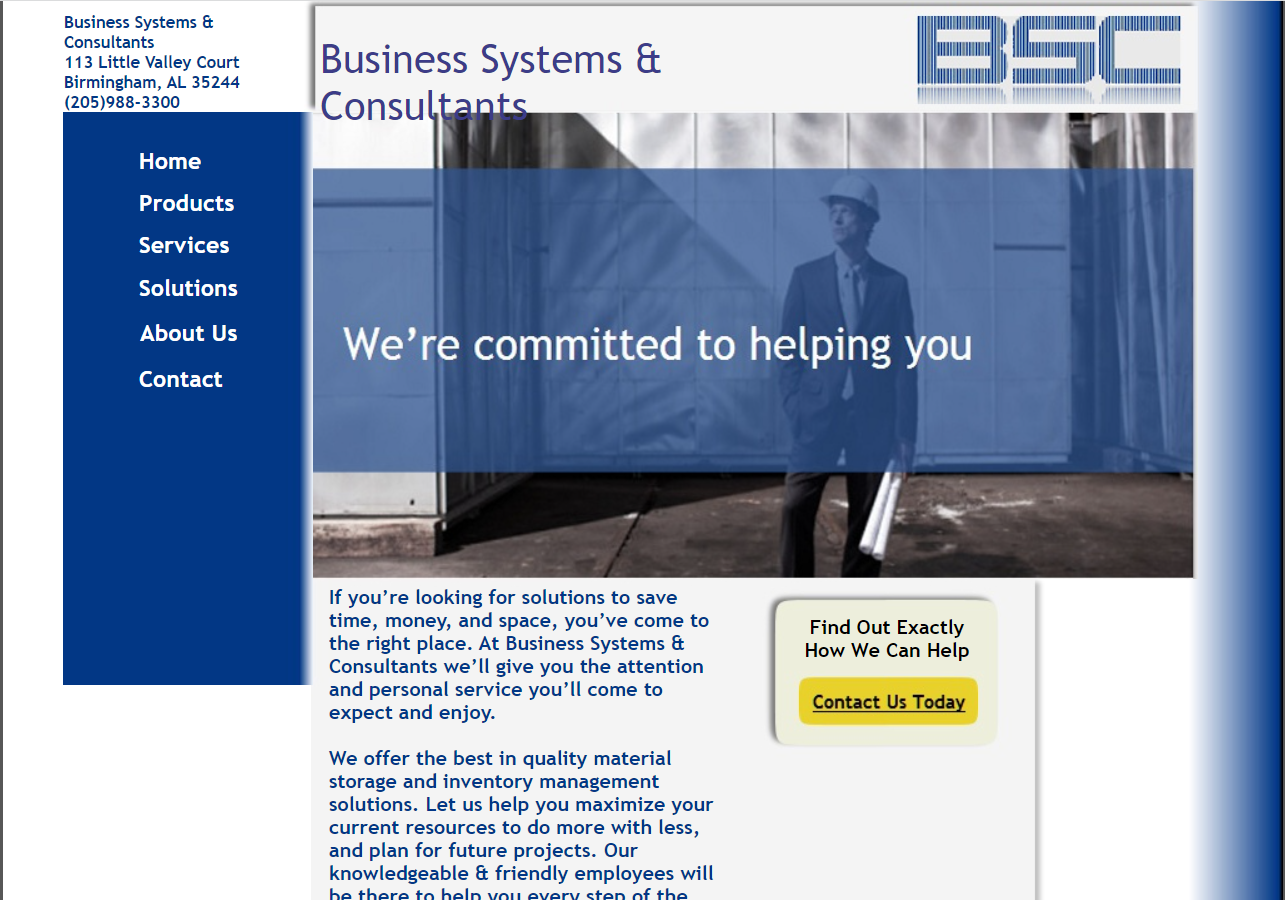 Business Systems &
Consultants
113 Little Valley Court
Birmingham, AL 35244
(205)988-3300
Business Systems &
Consultants
BSC
Home
Products
Services
Solutions
About Us
Contact
We’re committed to helping you
If you’re looking for solutions to save
time, money, and space, you’ve come to
the right place. At Business Systems &
Consultants we’ll give you the attention
and personal service you’ll come to
expect and enjoy.
We offer the best in quality material
storage and inventory management
solutions. Let us help you maximize your
current resources to do more with less,
and plan for future projects. Our
knowledgeable & friendly employees will
be there to help you every step of the
Find Out Exactly
How We Can Help
Contact Us Today